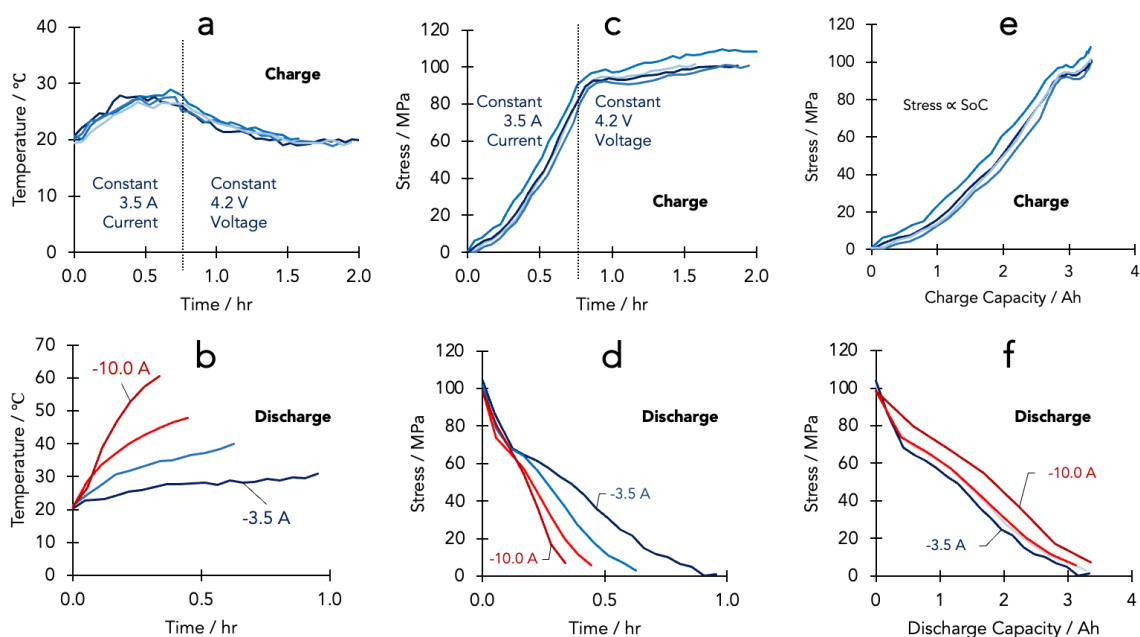 a
40
30
20
10
0
Temperature / °C
Charge
Constant
3.5 A
Current
Constant
4.2 V
Voltage
0.0
0.5
1.0
1.5
2.0
Time / hr
c
120
100
80
60
40
20
0
Stress / MPa
Constant
3.5 A
Current
Constant
4.2 V
Voltage
Charge
0.0
0.5
1.0
1.5
2.0
Time / hr
e
120
100
80
60
40
20
0
Stress / MPa
Stress ∝ SoC
Charge
0
1
2
3
4
Charge Capacity / Ah
b
70
60
50
40
30
20
10
0
Temperature / °C
-10.0 A
Discharge
-3.5 A
0.0
0.5
1.0
Time / hr
d
120
100
80
60
40
20
0
Stress / MPa
Discharge
-3.5 A
-10.0 A
0.0
0.5
1.0
Time / hr
f
120
100
80
60
40
20
0
Stress / MPa
Discharge
-10.0 A
-3.5 A
0
1
2
3
4
Discharge Capacity / Ah